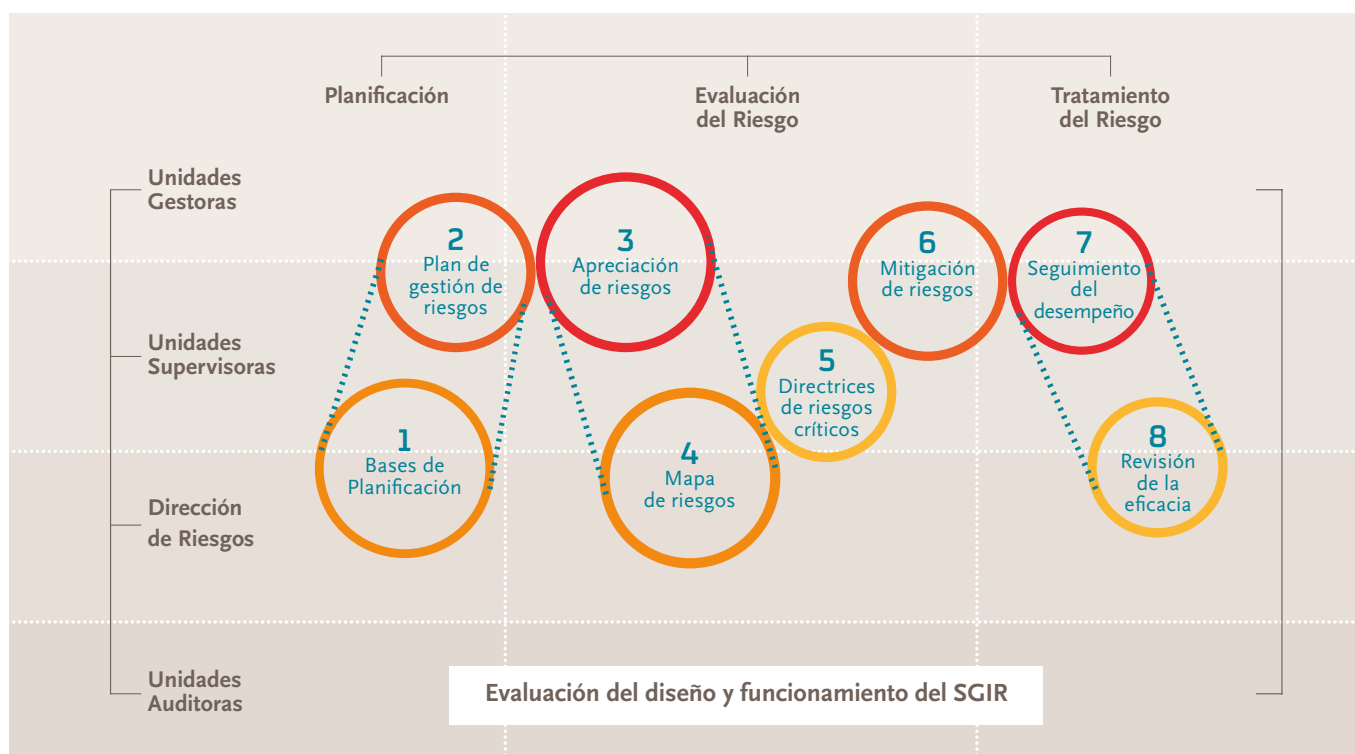 Planificación
Evaluación
del Riesgo
Tratamiento
del Riesgo
Unidades
Gestoras
2
Plan de
gestión de
riesgos
3
Apreciación
de riesgos
6
Mitigación
de riesgos
7
Seguimiento
del
desempeño
Unidades
Supervisoras
5
Directrices
de riesgos
críticos
1
Bases de
Planificación
4
Mapa
de riesgos
8
Revisión
de la
eficacia
Dirección
de Riesgos
Unidades
Auditoras
Evaluación del diseño y funcionamiento del SGIR